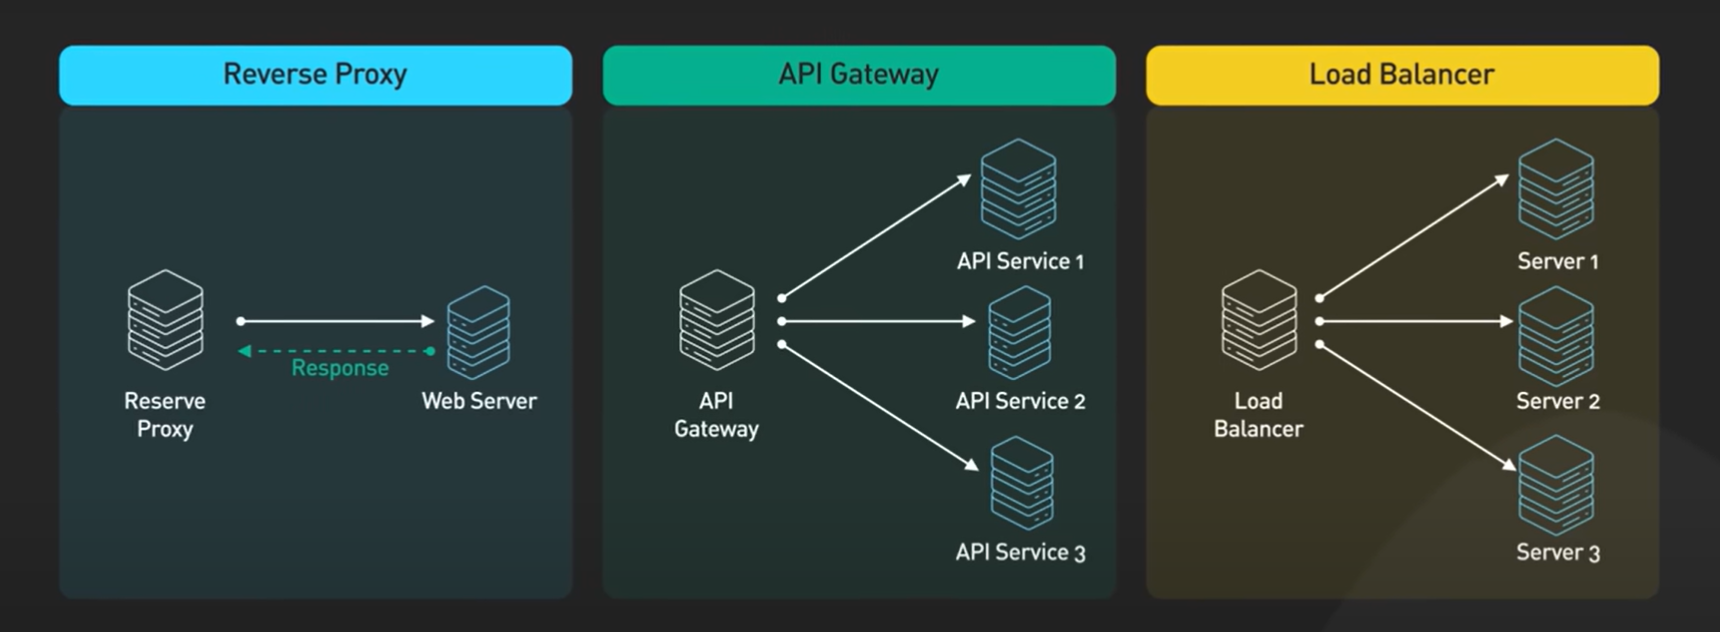 Reverse Proxy
Response
Reserve
Proxy
Web Server
API Gateway
API Service 1
API
Gateway
API Service 2
API Service 3
Load Balancer
Server 1
Load
Balancer
Server 2
Server 3